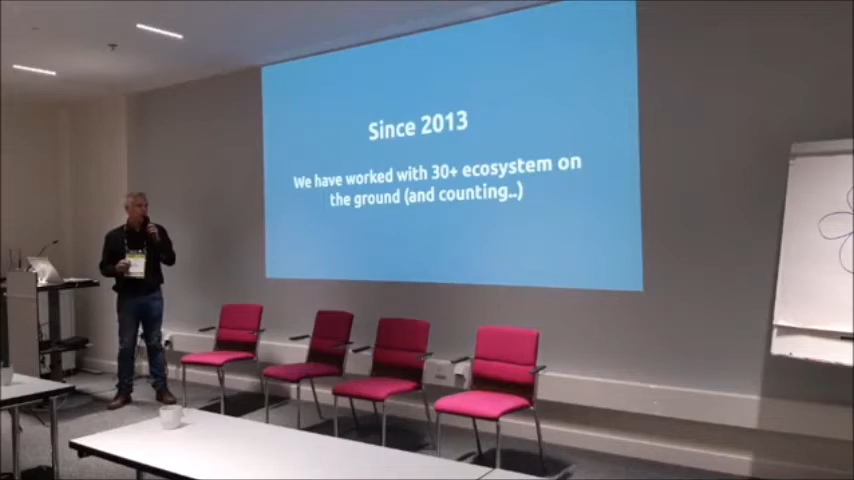 Since 2013
We have worked with 30+ ecosystem on
the ground (and counting..)